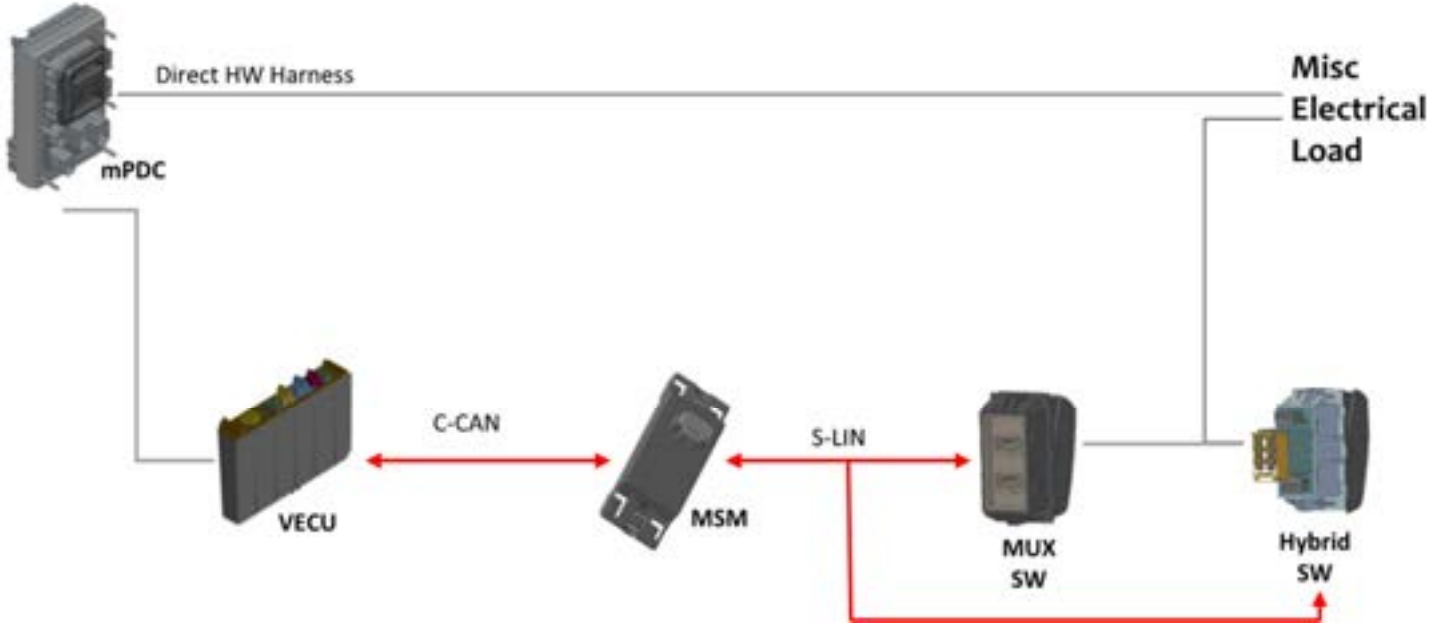 Direct HW Harness
Misc
Electrical
Load
mPDC
C-CAN
S-LIN
VECU
MSM
MUX
SW
Hybrid
SW